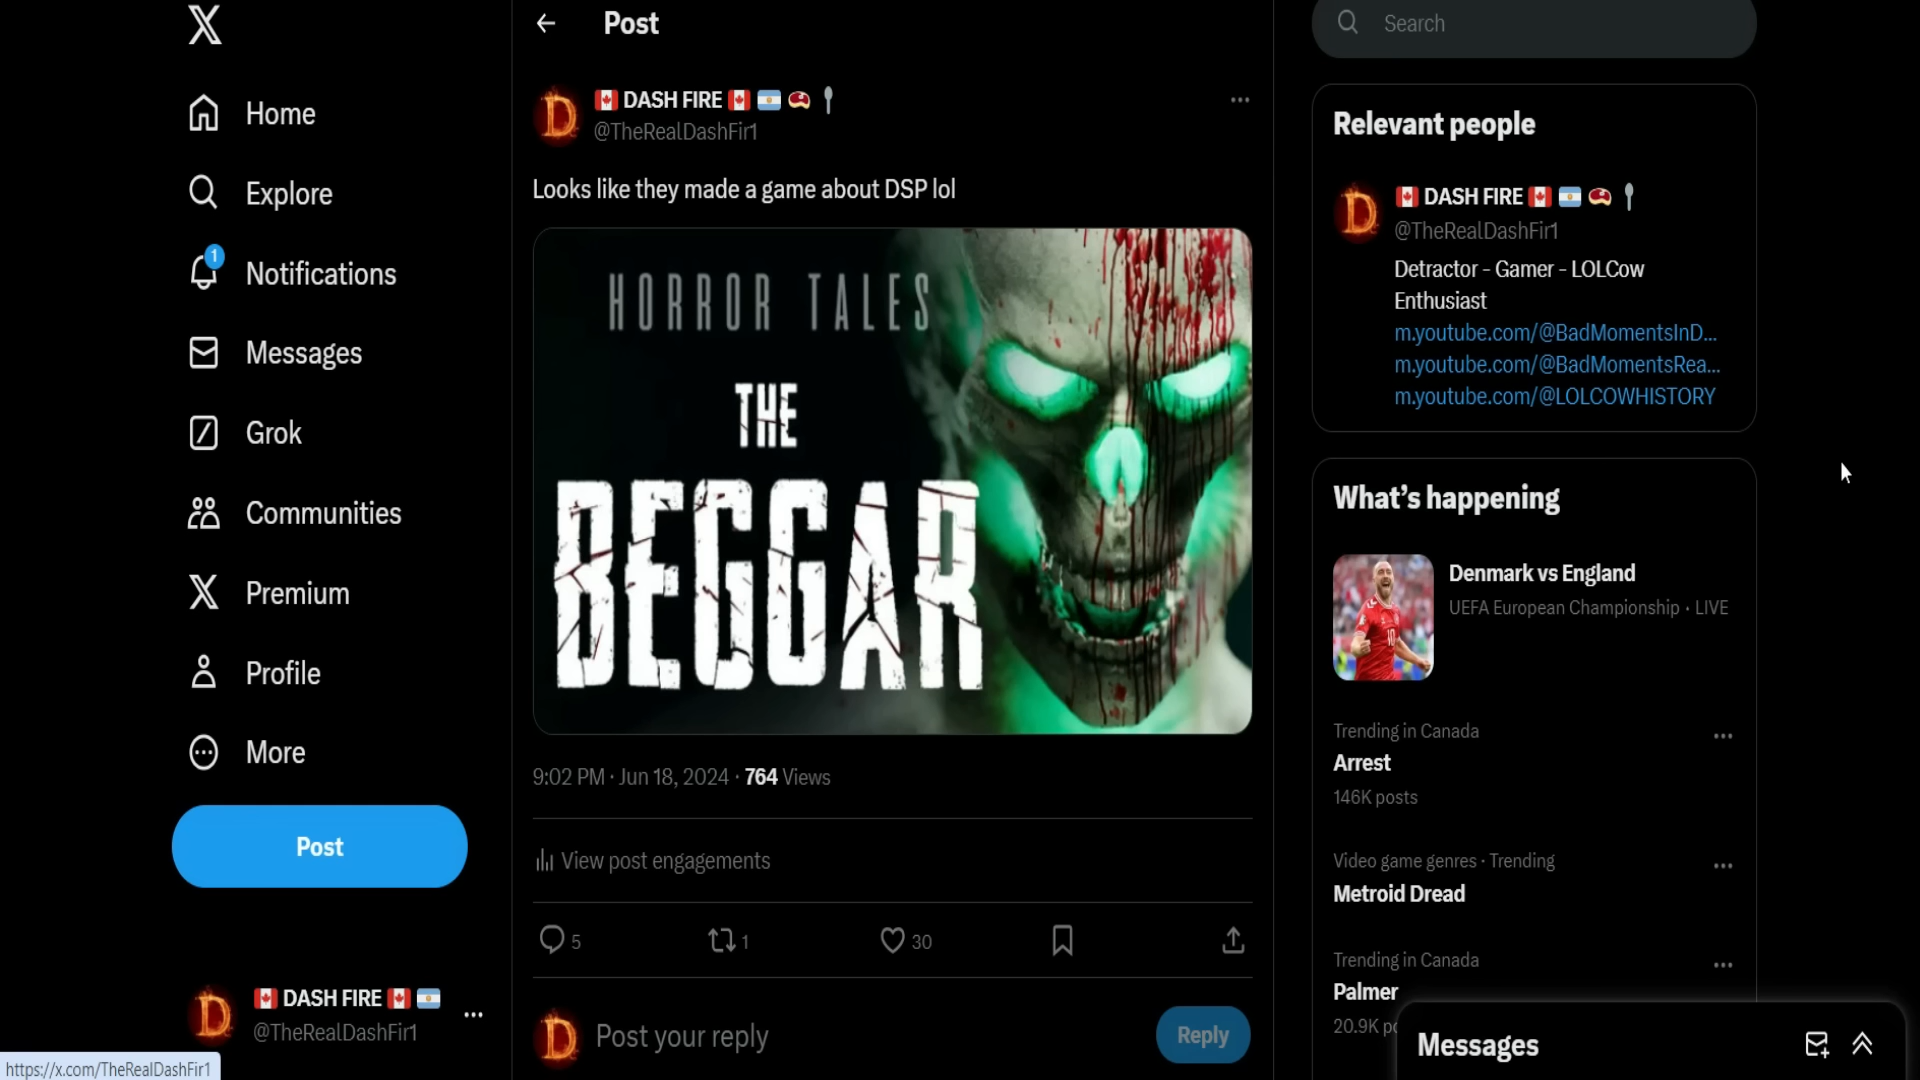 Post
Search
Home
Explore
1
Notifications
Messages
Grok
Communities
Premium
Profile
More
Post
DASH FIRE
@TheRealDashFir1
https://x.com/TheRealDashFir1
DASH FIRE
@TheRealDashFir1
Looks like they made a game about DSP lol
HORROR TALES
THE
BEGGAR
9:02 PM · Jun 18, 2024 · 764 Views
View post engagements
5
1
30
Post your reply
Reply
Relevant people
DASH FIRE
@TheRealDashFir1
Detractor - Gamer - LOLCow
Enthusiast
m.youtube.com/@BadMomentsInD...
m.youtube.com/@BadMomentsRea...
m.youtube.com/@LOLCOWHISTORY
What's happening
Denmark vs England
UEFA European Championship · LIVE
Trending in Canada
Arrest
146K posts
Video game genres · Trending
Metroid Dread
Trending in Canada
Palmer
20.9K
Messages